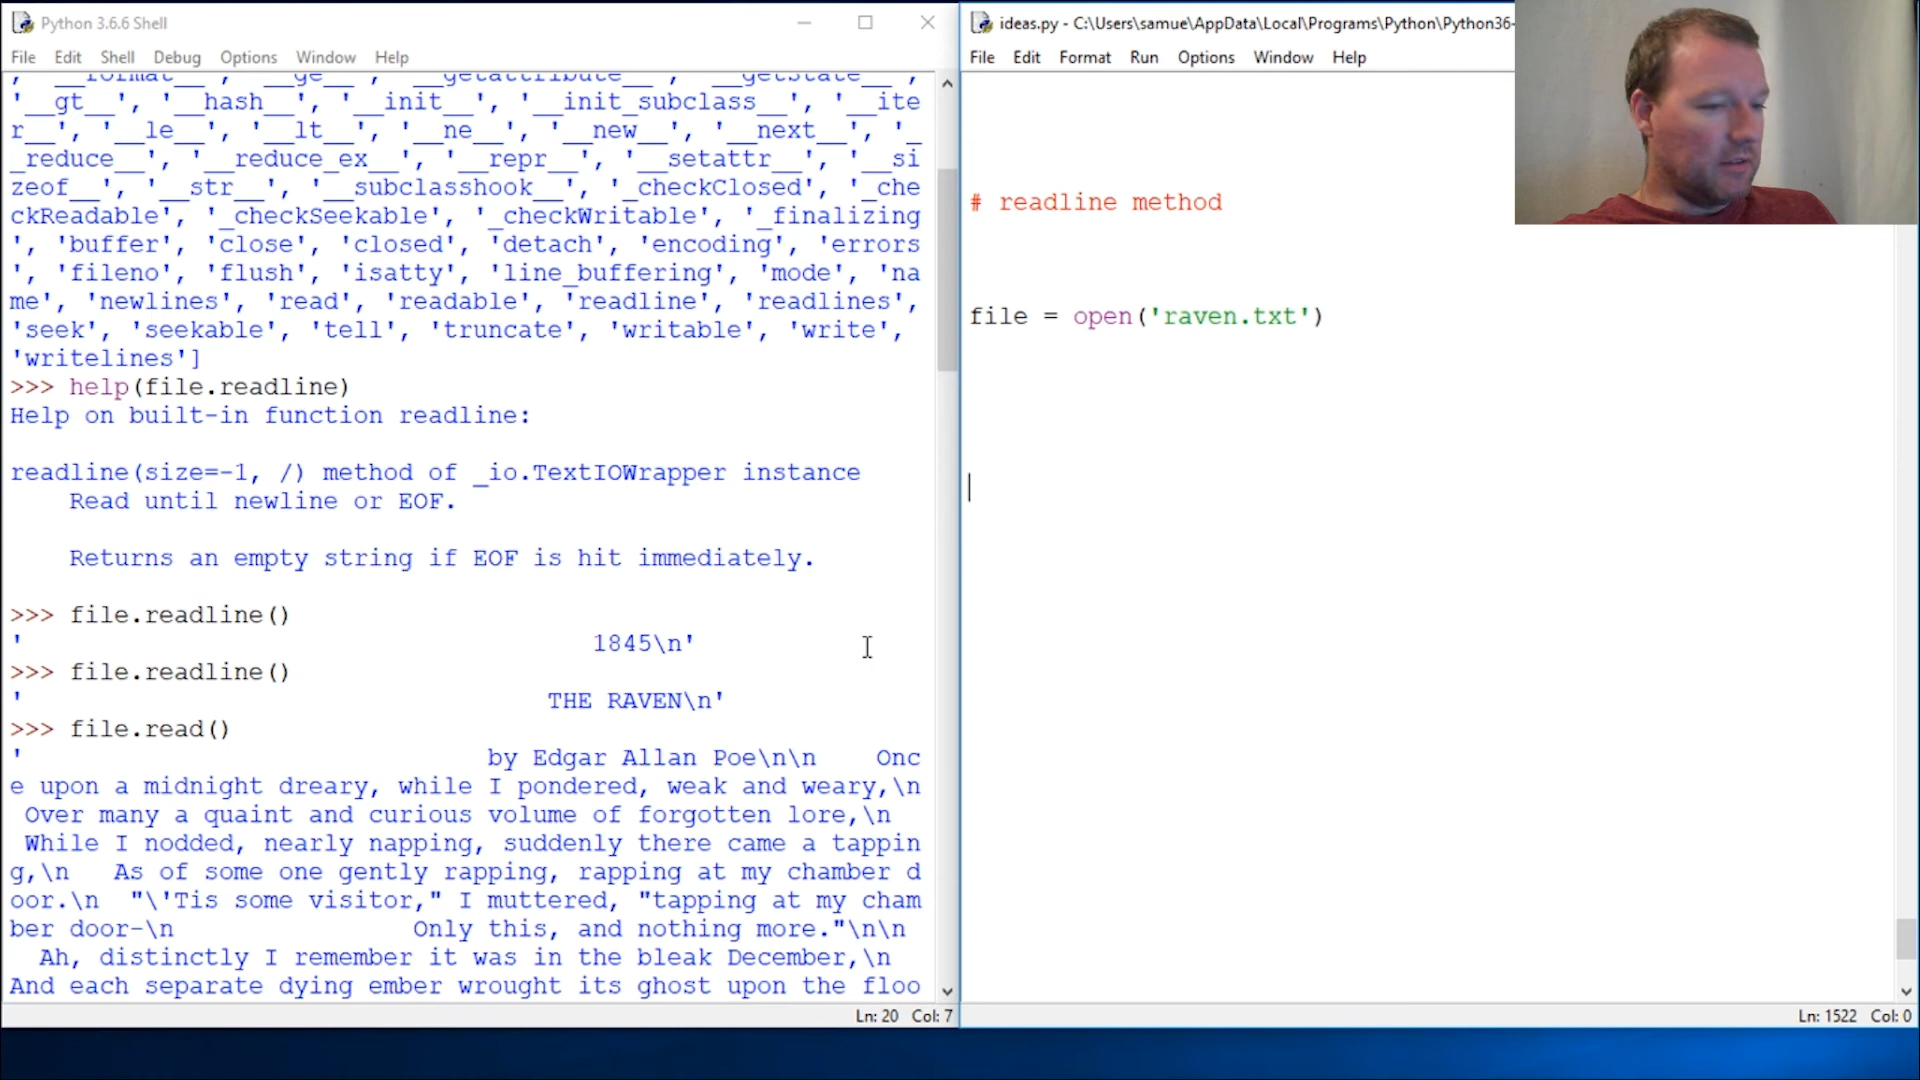 Python 3.6.6 Shell
File Edit Shell Debug Options Window Help
, '__format__', '__ge__', '__getattribute__', '__getstate__',
'__gt__', '__hash__', '__init__', '__init_subclass__', '__ite
r__', '__le__', '__lt__', '__ne__', '__new__', '__next__', '_
_reduce__', '__reduce_ex__', '__repr__', '__setattr__', '__si
zeof__', '__str__', '__subclasshook__', '_checkClosed', '_che
ckReadable', '_checkSeekable', '_checkWritable', '_finalizing
', 'buffer', 'close', 'closed', 'detach', 'encoding', 'errors
', 'fileno', 'flush', 'isatty', 'line_buffering', 'mode', 'na
me', 'newlines', 'read', 'readable', 'readline', 'readlines',
'seek', 'seekable', 'tell', 'truncate', 'writable', 'write',
'writelines']
>>> help(file.readline)
Help on built-in function readline:
readline(size=-1, /) method of _io.TextIOWrapper instance
    Read until newline or EOF.
    Returns an empty string if EOF is hit immediately.
>>> file.readline()
'                                      1845\n'
>>> file.readline()
'                                   THE RAVEN\n'
>>> file.read()
'                               by Edgar Allan Poe\n\n    Onc
e upon a midnight dreary, while I pondered, weak and weary,\n
 Over many a quaint and curious volume of forgotten lore,\n
 While I nodded, nearly napping, suddenly there came a tappin
g,\n   As of some one gently rapping, rapping at my chamber d
oor.\n  "\'Tis some visitor," I muttered, "tapping at my cham
ber door-\n                Only this, and nothing more."\n\n
  Ah, distinctly I remember it was in the bleak December,\n
And each separate dying ember wrought its ghost upon the floo
Ln: 20 Col: 7
ideas.py - C:\Users\samue\AppData\Local\Programs\Python\Python36-
File Edit Format Run Options Window Help
# readline method
file = open('raven.txt')
Ln: 1522 Col: 0